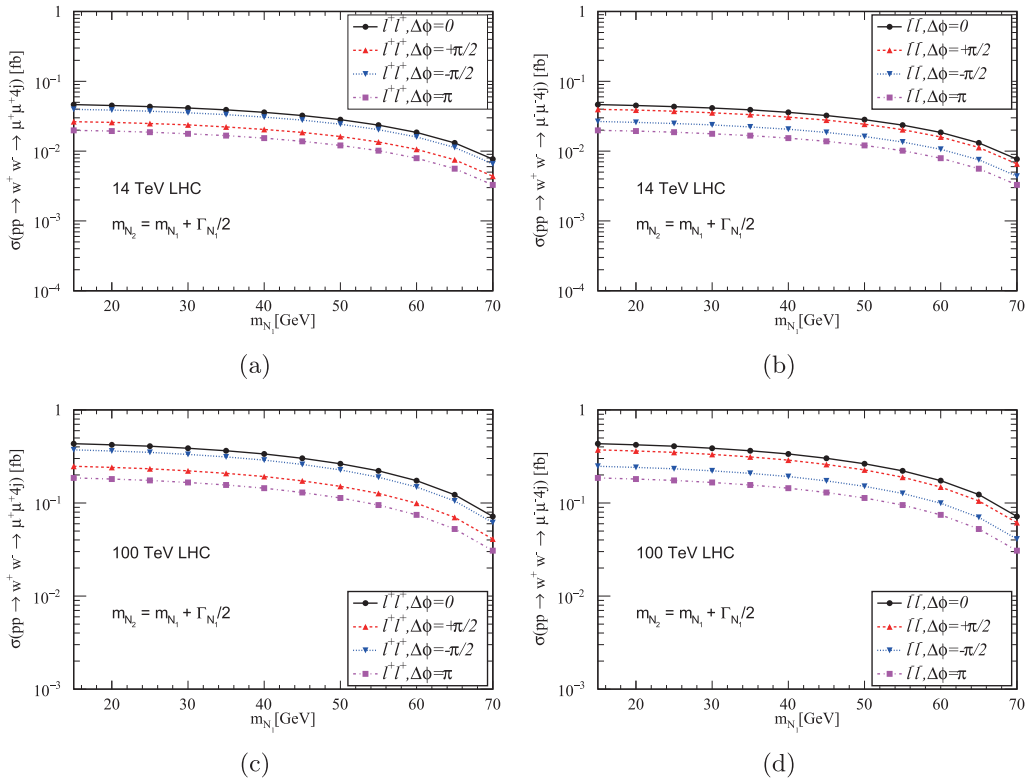 l⁺l⁺,Δϕ=0
l⁺l⁺,Δϕ=+π/2
l⁺l⁺,Δϕ=-π/2
l⁺l⁺,Δϕ=π
σ(pp → w⁺ w⁻ → μ⁺μ⁺4j) [fb]
1
10⁻¹
10⁻²
10⁻³
10⁻⁴
14 TeV LHC
m_N₂ = m_N₁ + Γ_N₁/2
20 30 40 50 60 70
m_N₁[GeV]
(a)
l⁻l⁻,Δϕ=0
l⁻l⁻,Δϕ=+π/2
l⁻l⁻,Δϕ=-π/2
l⁻l⁻,Δϕ=π
σ(pp → w⁺ w⁻ → μ⁻μ⁻4j) [fb]
1
10⁻¹
10⁻²
10⁻³
10⁻⁴
14 TeV LHC
m_N₂ = m_N₁ + Γ_N₁/2
20 30 40 50 60 70
m_N₁[GeV]
(b)
σ(pp → w⁺ w⁻ → μ⁺μ⁺4j) [fb]
1
10⁻¹
10⁻²
10⁻³
100 TeV LHC
m_N₂ = m_N₁ + Γ_N₁/2
l⁺l⁺,Δϕ=0
l⁺l⁺,Δϕ=+π/2
l⁺l⁺,Δϕ=-π/2
l⁺l⁺,Δϕ=π
20 30 40 50 60 70
m_N₁[GeV]
(c)
σ(pp → w⁺ w⁻ → μ⁻μ⁻4j) [fb]
1
10⁻¹
10⁻²
10⁻³
100 TeV LHC
m_N₂ = m_N₁ + Γ_N₁/2
l⁻l⁻,Δϕ=0
l⁻l⁻,Δϕ=+π/2
l⁻l⁻,Δϕ=-π/2
l⁻l⁻,Δϕ=π
20 30 40 50 60 70
m_N₁[GeV]
(d)